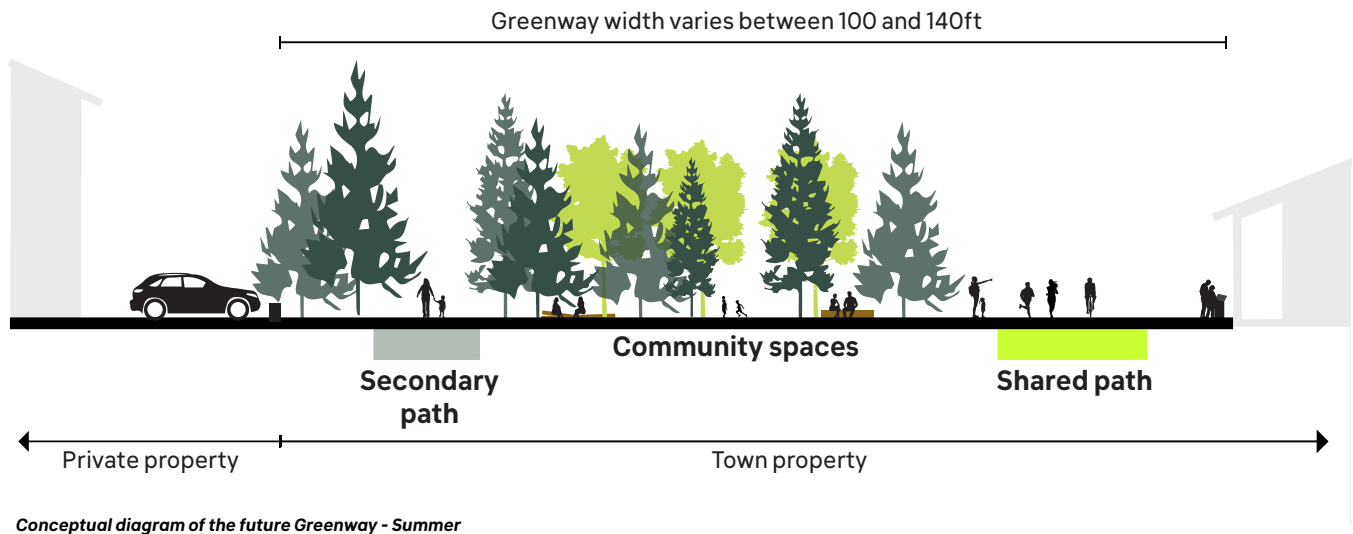 Greenway width varies between 100 and 140ft
Community spaces
Secondary
path
Shared path
Private property
Town property
Conceptual diagram of the future Greenway - Summer